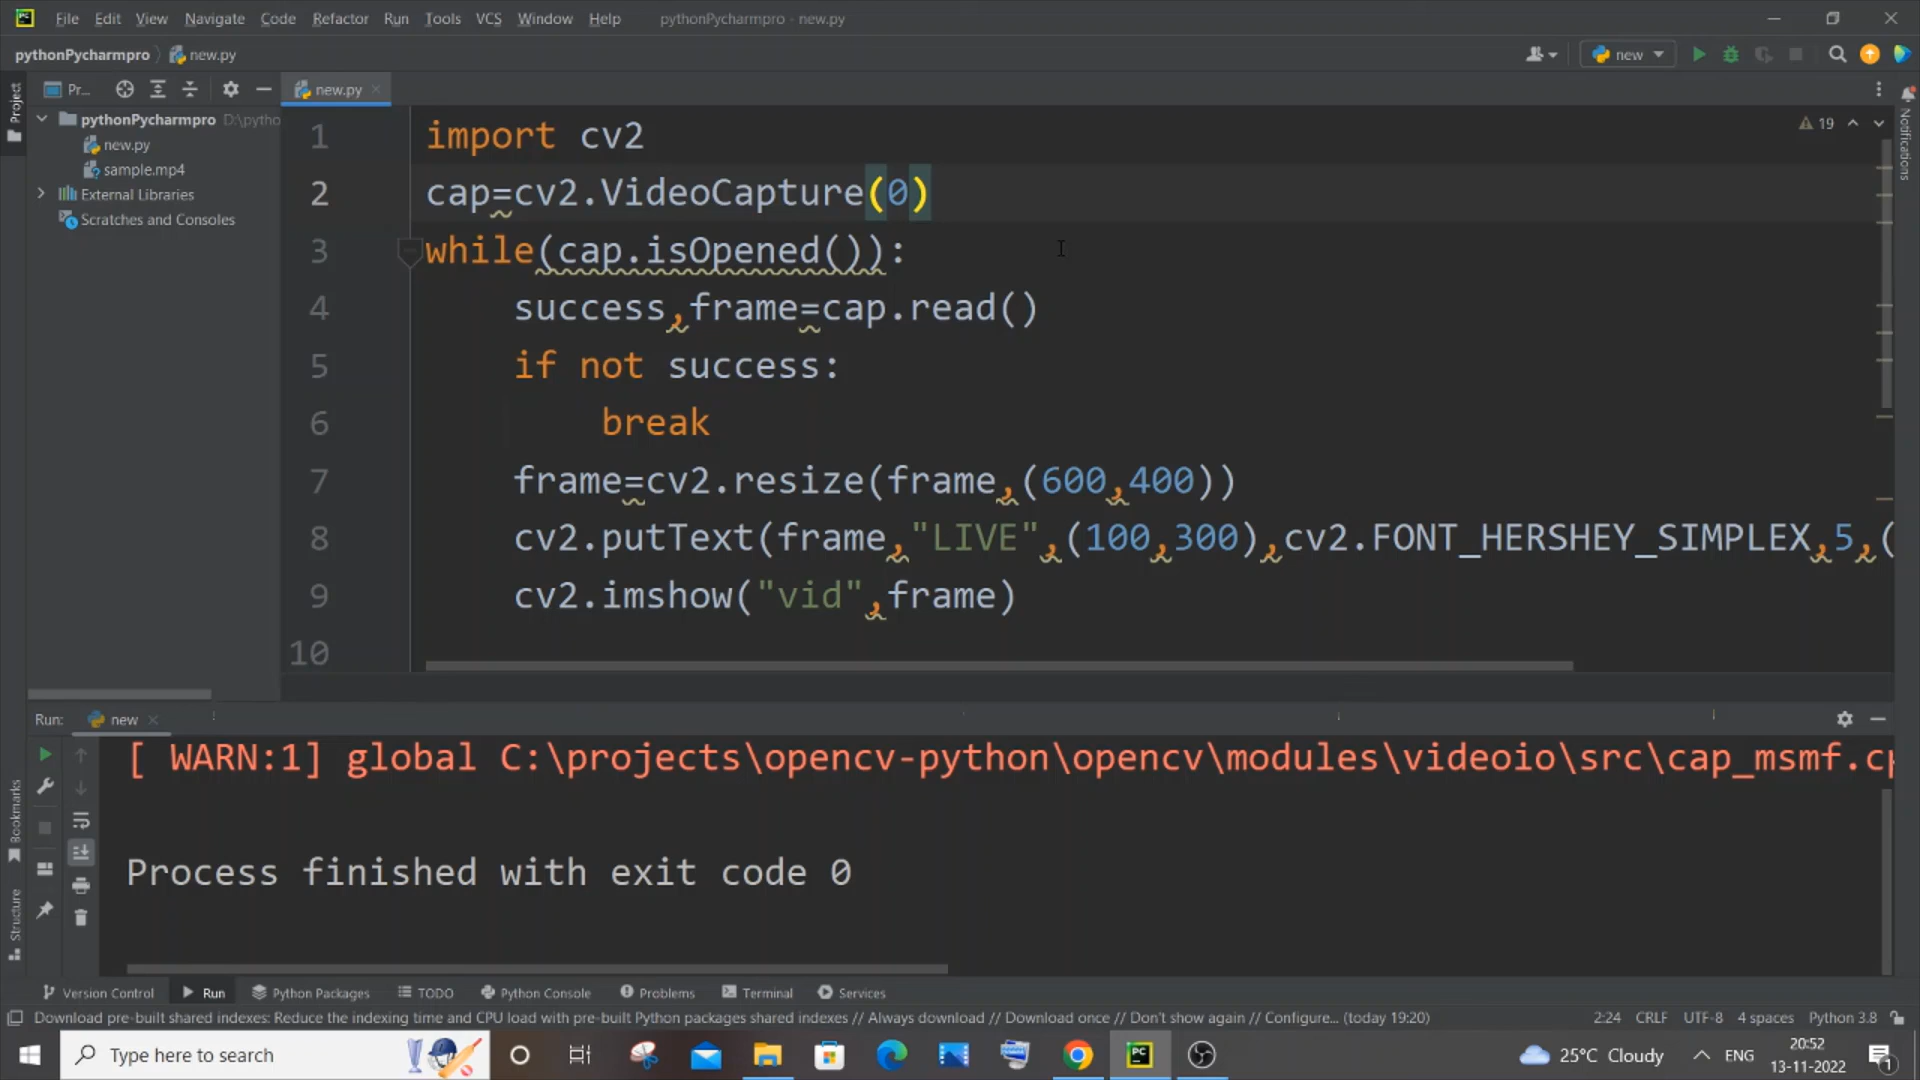 File Edit View Navigate Code Refactor Run Tools VCS Window Help pythonPycharmpro - new.py
pythonPycharmpro new.py
new
Project
Pr...
new.py
Notifications
pythonPycharmpro D:\pytho
new.py
sample.mp4
External Libraries
Scratches and Consoles
19
1 import cv2
2 cap=cv2.VideoCapture(0)
3 while(cap.isOpened()):
4 success,frame=cap.read()
5 if not success:
6 break
7 frame=cv2.resize(frame,(600,400))
8 cv2.putText(frame,"LIVE",(100,300),cv2.FONT_HERSHEY_SIMPLEX,5,(
9 cv2.imshow("vid",frame)
10
Run: new
[ WARN:1] global C:\projects\opencv-python\opencv\modules\videoio\src\cap_msmf.cp
Process finished with exit code 0
Bookmarks
Structure
Version Control Run Python Packages TODO Python Console Problems Terminal Services
Download pre-built shared indexes: Reduce the indexing time and CPU load with pre-built Python packages shared indexes // Always download // Download once // Don't show again // Configure... (today 19:20) 2:24 CRLF UTF-8 4 spaces Python 3.8
Type here to search
PC
25°C Cloudy
ENG
20:52
13-11-2022
1